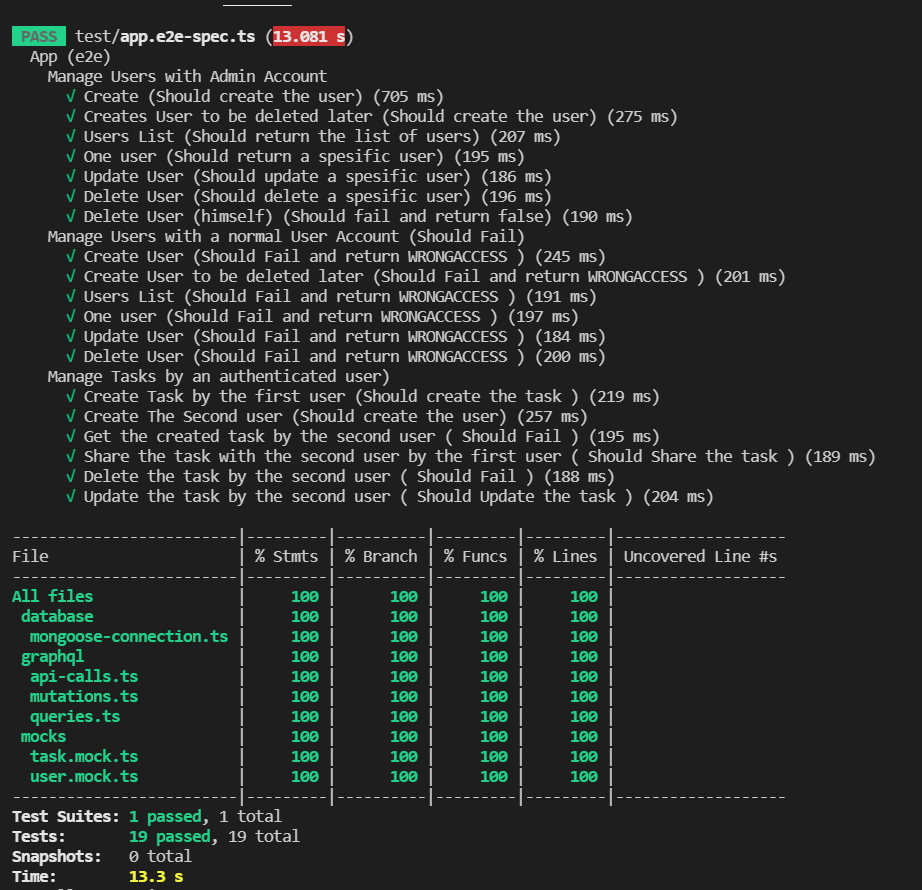 PASS test/app.e2e-spec.ts (13.081 s)
App (e2e)
Manage Users with Admin Account
√ Create (Should create the user) (705 ms)
√ Creates User to be deleted later (Should create the user) (275 ms)
√ Users List (Should return the list of users) (207 ms)
√ One user (Should return a spesific user) (195 ms)
√ Update User (Should update a spesific user) (186 ms)
√ Delete User (Should delete a spesific user) (196 ms)
√ Delete User (himself) (Should fail and return false) (190 ms)
Manage Users with a normal User Account (Should Fail)
√ Create User (Should Fail and return WRONGACCESS ) (245 ms)
√ Create User to be deleted later (Should Fail and return WRONGACCESS ) (201 ms)
√ Users List (Should Fail and return WRONGACCESS ) (191 ms)
√ One user (Should Fail and return WRONGACCESS ) (197 ms)
√ Update User (Should Fail and return WRONGACCESS ) (184 ms)
√ Delete User (Should Fail and return WRONGACCESS ) (200 ms)
Manage Tasks by an authenticated user)
√ Create Task by the first user (Should create the task ) (219 ms)
√ Create The Second user (Should create the user) (257 ms)
√ Get the created task by the second user ( Should Fail ) (195 ms)
√ Share the task with the second user by the first user ( Should Share the task ) (189 ms)
√ Delete the task by the second user ( Should Fail ) (188 ms)
√ Update the task by the second user ( Should Update the task ) (204 ms)
-------------------------|---------|----------|---------|---------|-------------------
File                     | % Stmts | % Branch | % Funcs | % Lines | Uncovered Line #s
-------------------------|---------|----------|---------|---------|-------------------
All files                |     100 |      100 |     100 |     100 |
database                |     100 |      100 |     100 |     100 |
mongoose-connection.ts |     100 |      100 |     100 |     100 |
graphql                 |     100 |      100 |     100 |     100 |
api-calls.ts           |     100 |      100 |     100 |     100 |
mutations.ts           |     100 |      100 |     100 |     100 |
queries.ts             |     100 |      100 |     100 |     100 |
mocks                   |     100 |      100 |     100 |     100 |
task.mock.ts           |     100 |      100 |     100 |     100 |
user.mock.ts           |     100 |      100 |     100 |     100 |
-------------------------|---------|----------|---------|---------|-------------------
Test Suites: 1 passed, 1 total
Tests:       19 passed, 19 total
Snapshots:   0 total
Time:        13.3 s